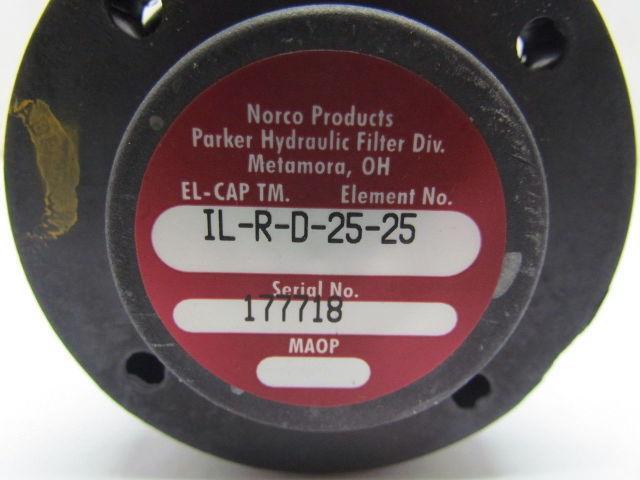 Norco Products
Parker Hydraulic Filter Div.
Metamora, OH
EL-CAP TM. Element No.
IL-R-D-25-25
Serial No.
177718
MAOP